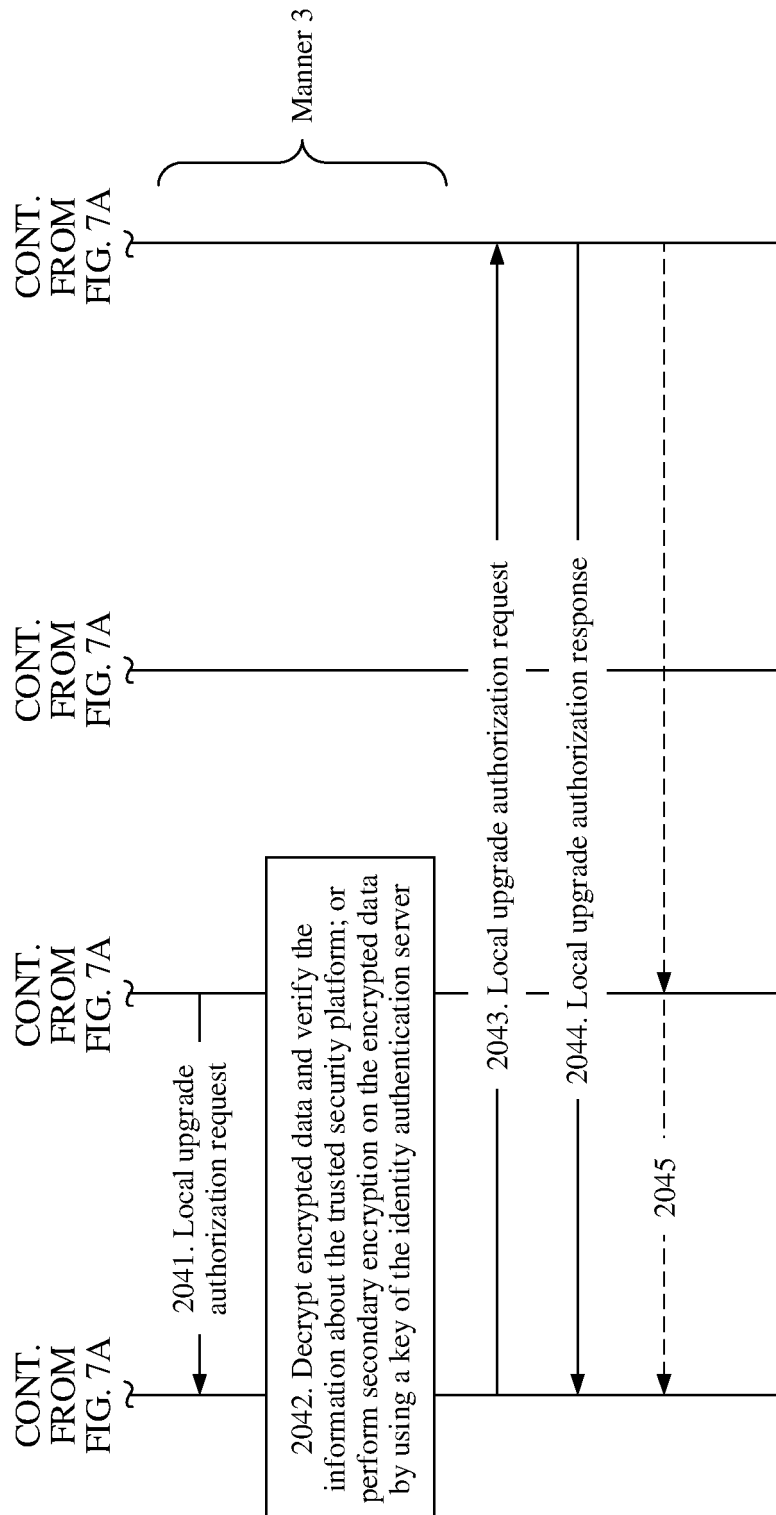 CONT.
FROM
FIG. 7A
CONT.
FROM
FIG. 7A
CONT.
FROM
FIG. 7A
CONT.
FROM
FIG. 7A
2041. Local upgrade
authorization request
2042. Decrypt encrypted data and verify the
information about the trusted security platform; or
perform secondary encryption on the encrypted data
by using a key of the identity authentication server
Manner 3
2043. Local upgrade authorization request
2044. Local upgrade authorization response
2045